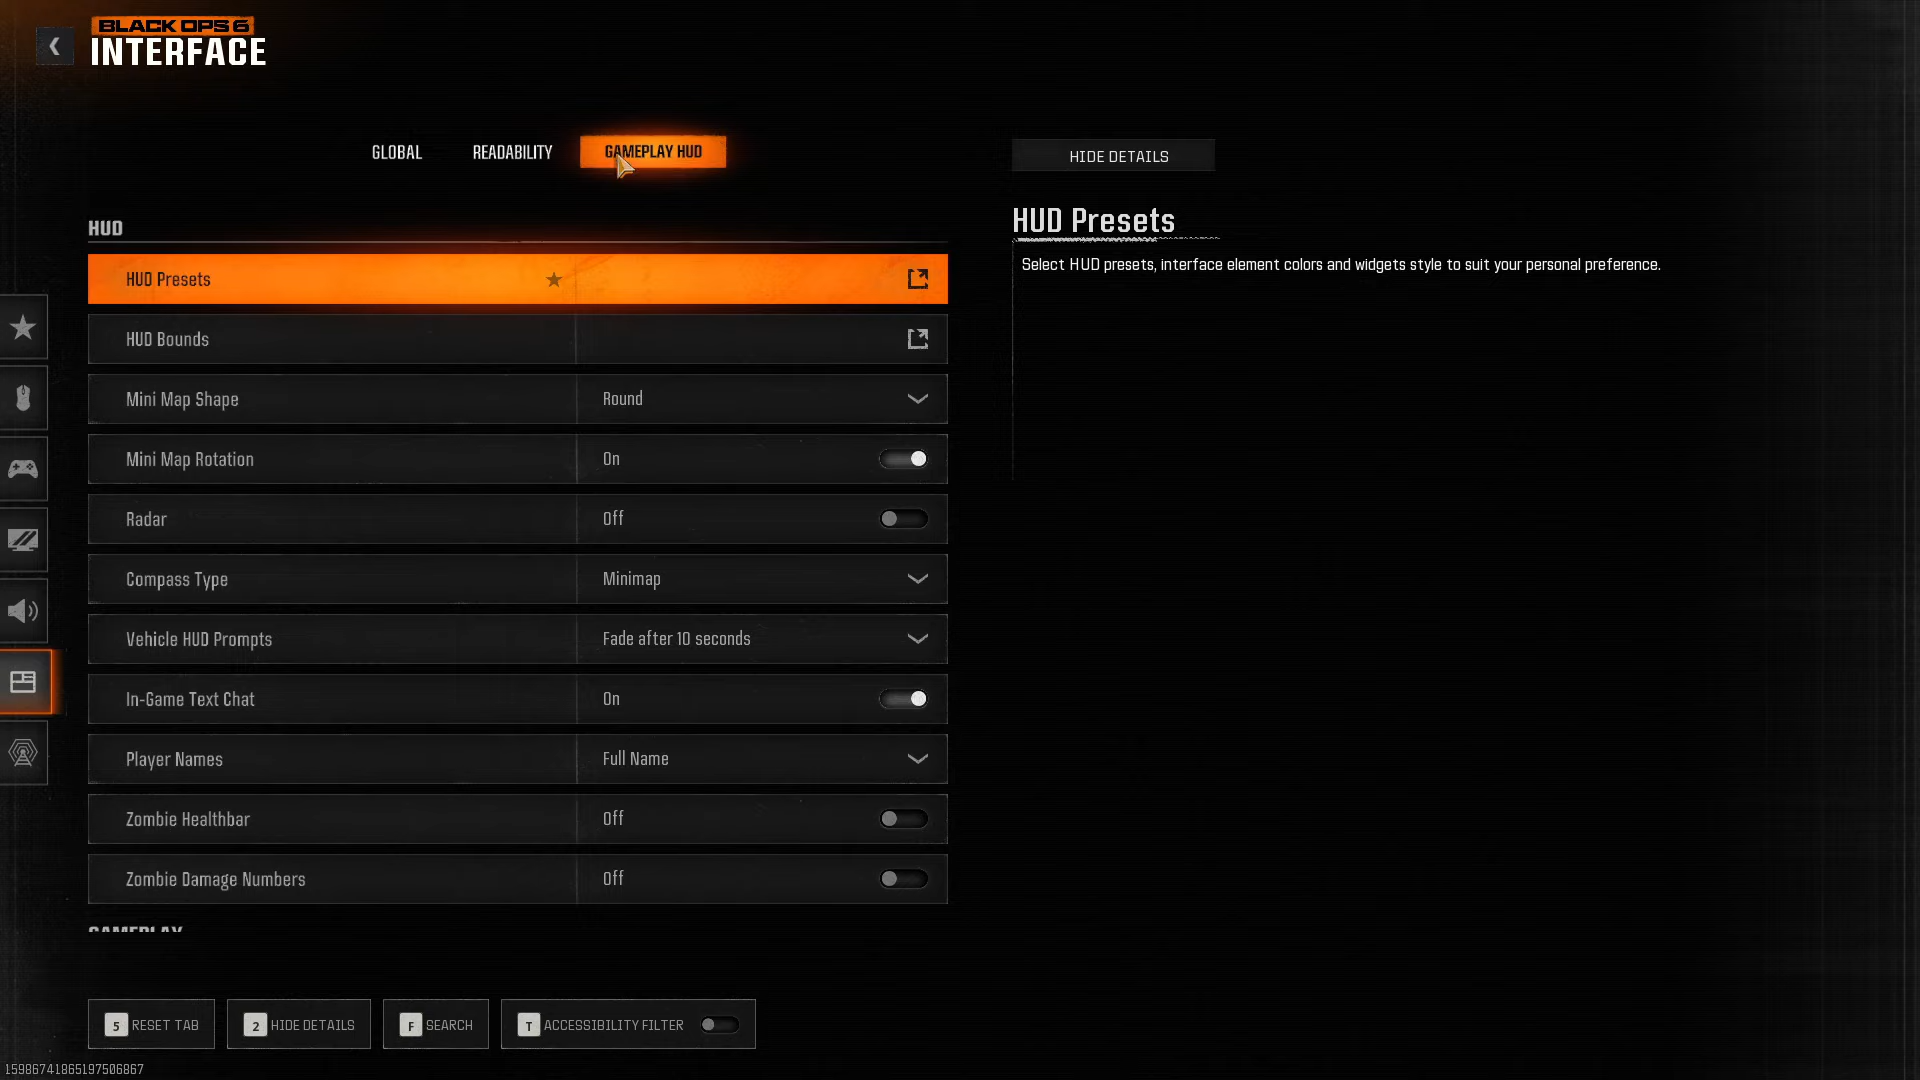 BLACK OPS 6
INTERFACE
GLOBAL
READABILITY
GAMEPLAY HUD
HIDE DETAILS
HUD
HUD Presets
Select HUD presets, interface element colors and widgets style to suit your personal preference.
HUD Presets
HUD Bounds
Mini Map Shape Round
Mini Map Rotation On
Radar Off
Compass Type Minimap
Vehicle HUD Prompts Fade after 10 seconds
In-Game Text Chat On
Player Names Full Name
Zombie Healthbar Off
Zombie Damage Numbers Off
GAMEPLAY
5 RESET TAB
2 HIDE DETAILS
F SEARCH
T ACCESSIBILITY FILTER
15986741865197506867